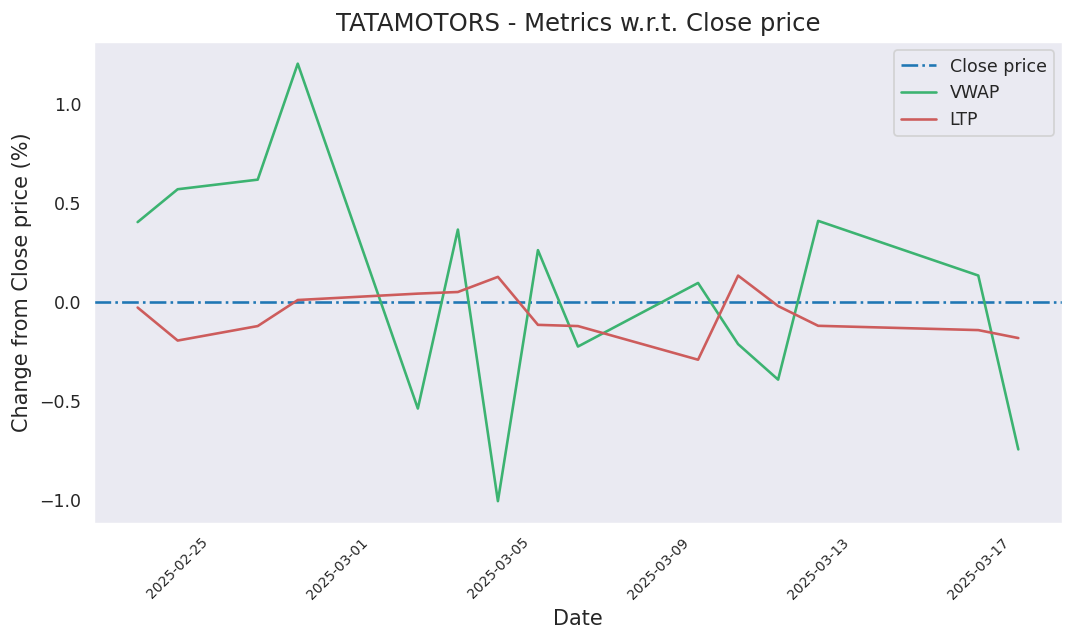 TATAMOTORS - Metrics w.r.t. Close price
Close price
VWAP
LTP
Change from Close price (%)
1.0
0.5
0.0
−0.5
−1.0
2025-02-25
2025-03-01
2025-03-05
2025-03-09
2025-03-13
2025-03-17
Date